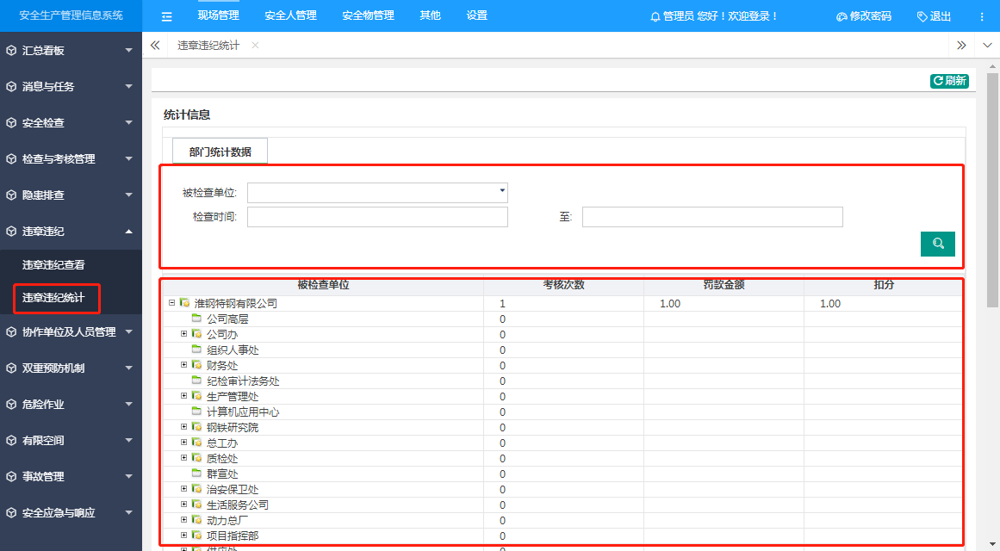 安全生产管理信息系统 现场管理 安全人管理 安全物管理 其他 设置 管理员 您好！欢迎登录！ 修改密码 退出
违章违纪统计
汇总看板
消息与任务
安全检查
检查与考核管理
隐患排查
违章违纪
违章违纪查看
违章违纪统计
协作单位及人员管理
双重预防机制
危险作业
有限空间
事故管理
安全应急与响应
刷新
统计信息
部门统计数据
被检查单位:
检查时间: 至:
被检查单位 考核次数 罚款金额 扣分
淮钢特钢有限公司 1 1.00 1.00
公司高层 0
公司办 0
组织人事处 0
财务处 0
纪检审计法务处 0
生产管理处 0
计算机应用中心 0
钢铁研究院 0
总工办 0
质检处 0
群宣处 0
治安保卫处 0
生活服务公司 0
动力总厂 0
项目指挥部 0